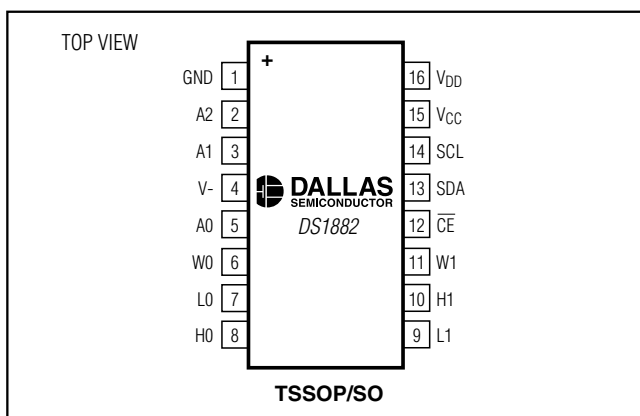 TOP VIEW
+
GND 1
A2 2
A1 3
V- 4
A0 5
W0 6
L0 7
H0 8
DALLAS
SEMICONDUCTOR
DS1882
16 VDD
15 VCC
14 SCL
13 SDA
12 C̅E̅
11 W1
10 H1
9 L1
TSSOP/SO